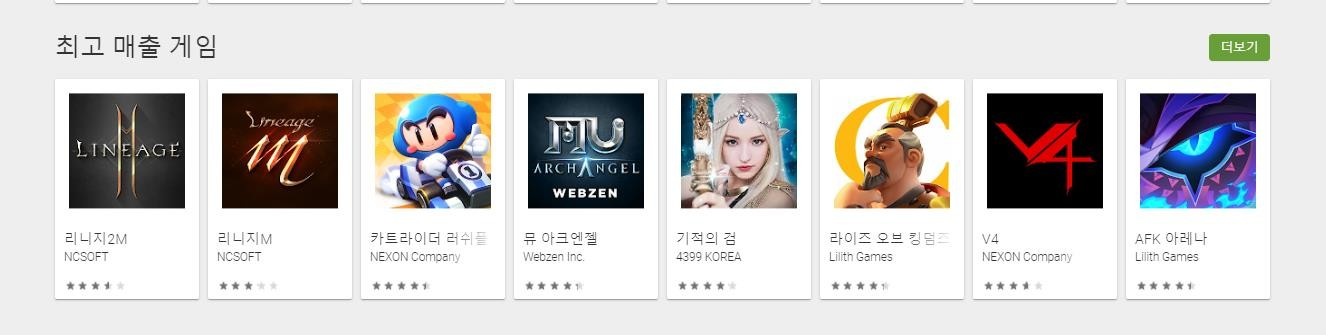 최고 매출 게임
더보기
LINEAGE
Lineage
M
1
MU
ARCHANGEL
WEBZEN
V4
리니지2M
NCSOFT
리니지M
NCSOFT
카트라이더 러쉬플
NEXON Company
뮤 아크엔젤
Webzen Inc.
기적의 검
4399 KOREA
라이즈 오브 킹덤즈
Lilith Games
V4
NEXON Company
AFK 아레나
Lilith Games